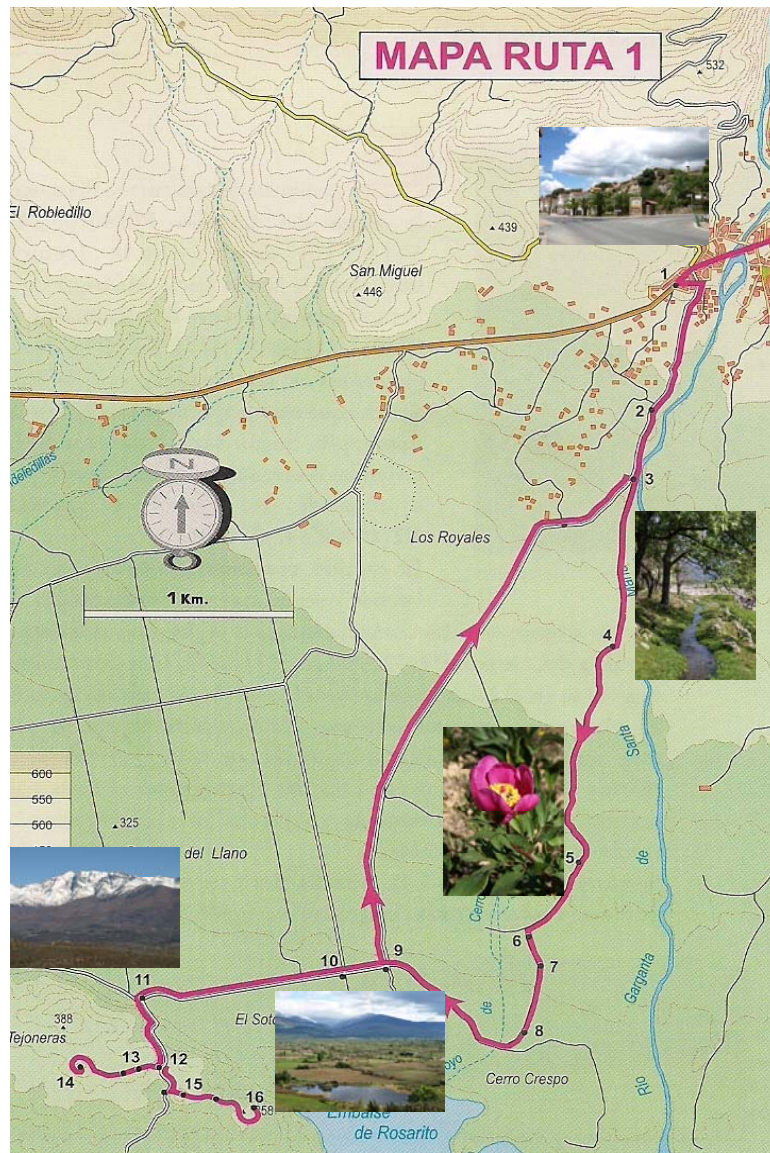 MAPA RUTA 1
532
El Robledillo
439
San Miguel
446
1
2
3
N
Los Royales
1 Km.
4
Santa
600
550
500
325
del Llano
de
5
6
7
9
10
11
Garganta
de
388
El Soto
8
Tejoneras
13
12
14
15
16
Cerro Crespo
Río
Embalse
de Rosarito